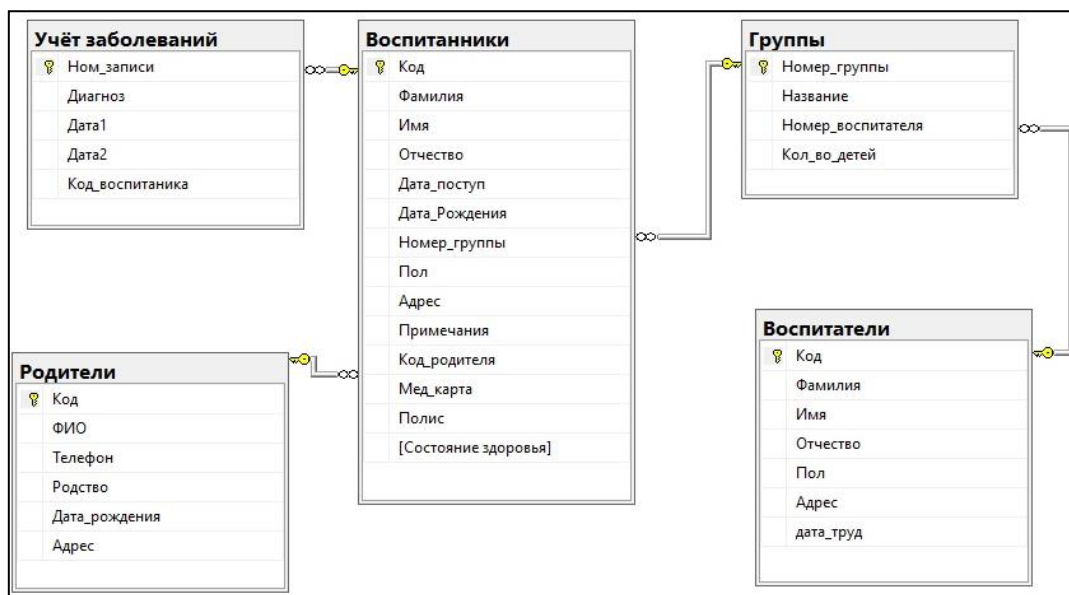 Учёт заболеваний
Ном_записи
Диагноз
Дата1
Дата2
Код_воспитаника
Воспитанники
Код
Фамилия
Имя
Отчество
Дата_поступ
Дата_Рождения
Номер_группы
Пол
Адрес
Примечания
Код_родителя
Мед_карта
Полис
[Состояние здоровья]
Группы
Номер_группы
Название
Номер_воспитателя
Кол_во_детей
Родители
Код
ФИО
Телефон
Родство
Дата_рождения
Адрес
Воспитатели
Код
Фамилия
Имя
Отчество
Пол
Адрес
дата_труд